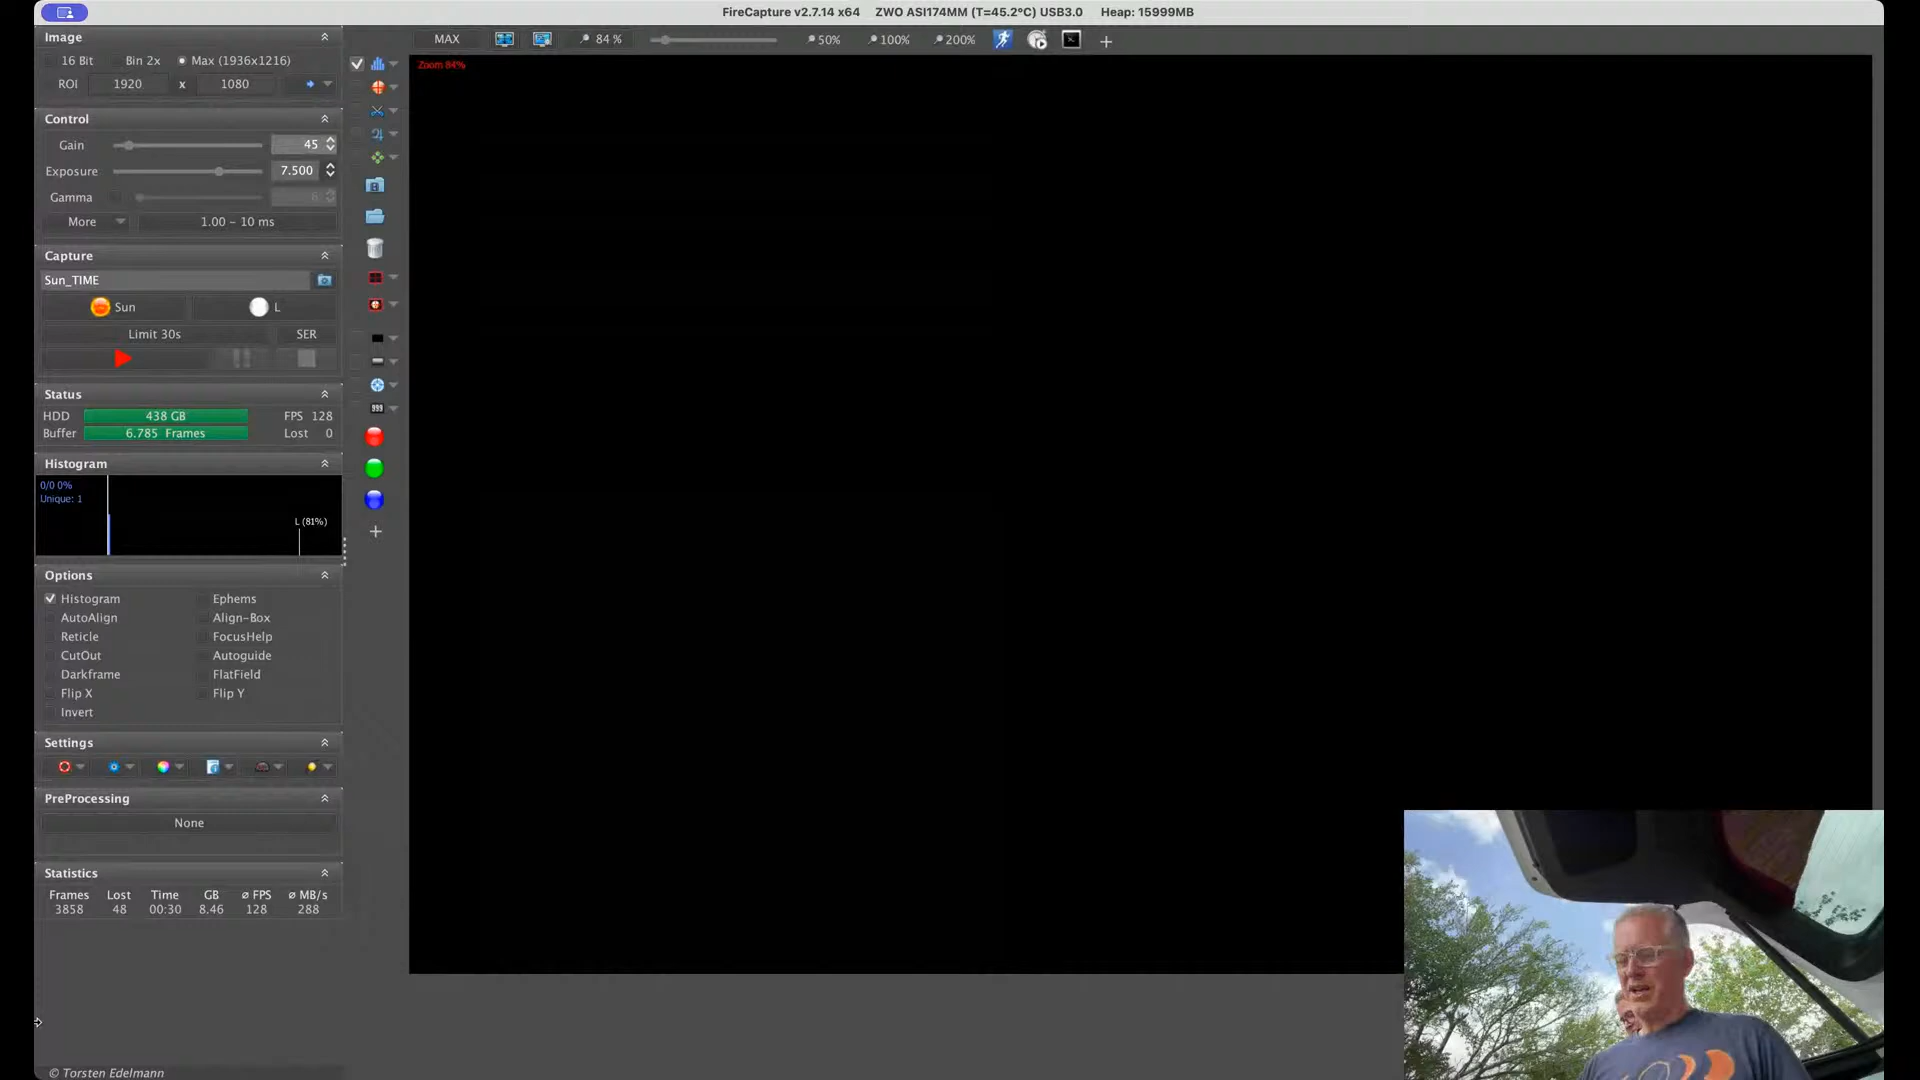 FireCapture v2.7.14 x64 ZWO ASI174MM (T=45.2°C) USB3.0 Heap: 15999MB
Image
MAX 84 % 50% 100% 200%
16 Bit Bin 2x Max (1936x1216)
Zoom 84%
ROI 1920 x 1080
Control
Gain 45
Exposure 7.500
Gamma 6
More 1.00 – 10 ms
Capture
Sun_TIME
Sun L
Limit 30s SER
Status
HDD 438 GB FPS 128
Buffer 6.785 Frames Lost 0
999
Histogram
0/0 0%
Unique: 1
L (81%)
Options
Histogram Ephems
AutoAlign Align-Box
Reticle FocusHelp
CutOut Autoguide
Darkframe FlatField
Flip X Flip Y
Invert
Settings
PreProcessing
None
Statistics
Frames Lost Time GB ⌀ FPS ⌀ MB/s
3858 48 00:30 8.46 128 288
© Torsten Edelmann